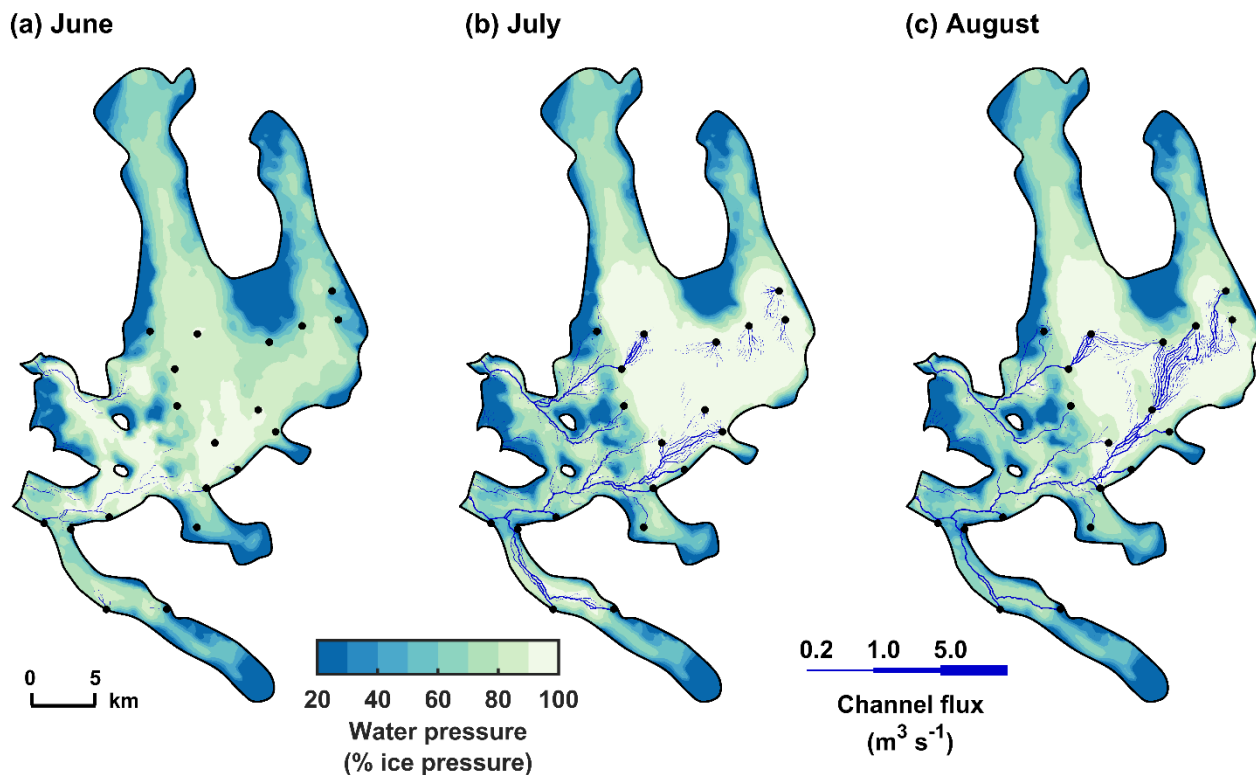 (a) June
(b) July
(c) August
0 5
km
20 40 60 80 100
Water pressure
(% ice pressure)
0.2 1.0 5.0
Channel flux
(m³ s⁻¹)